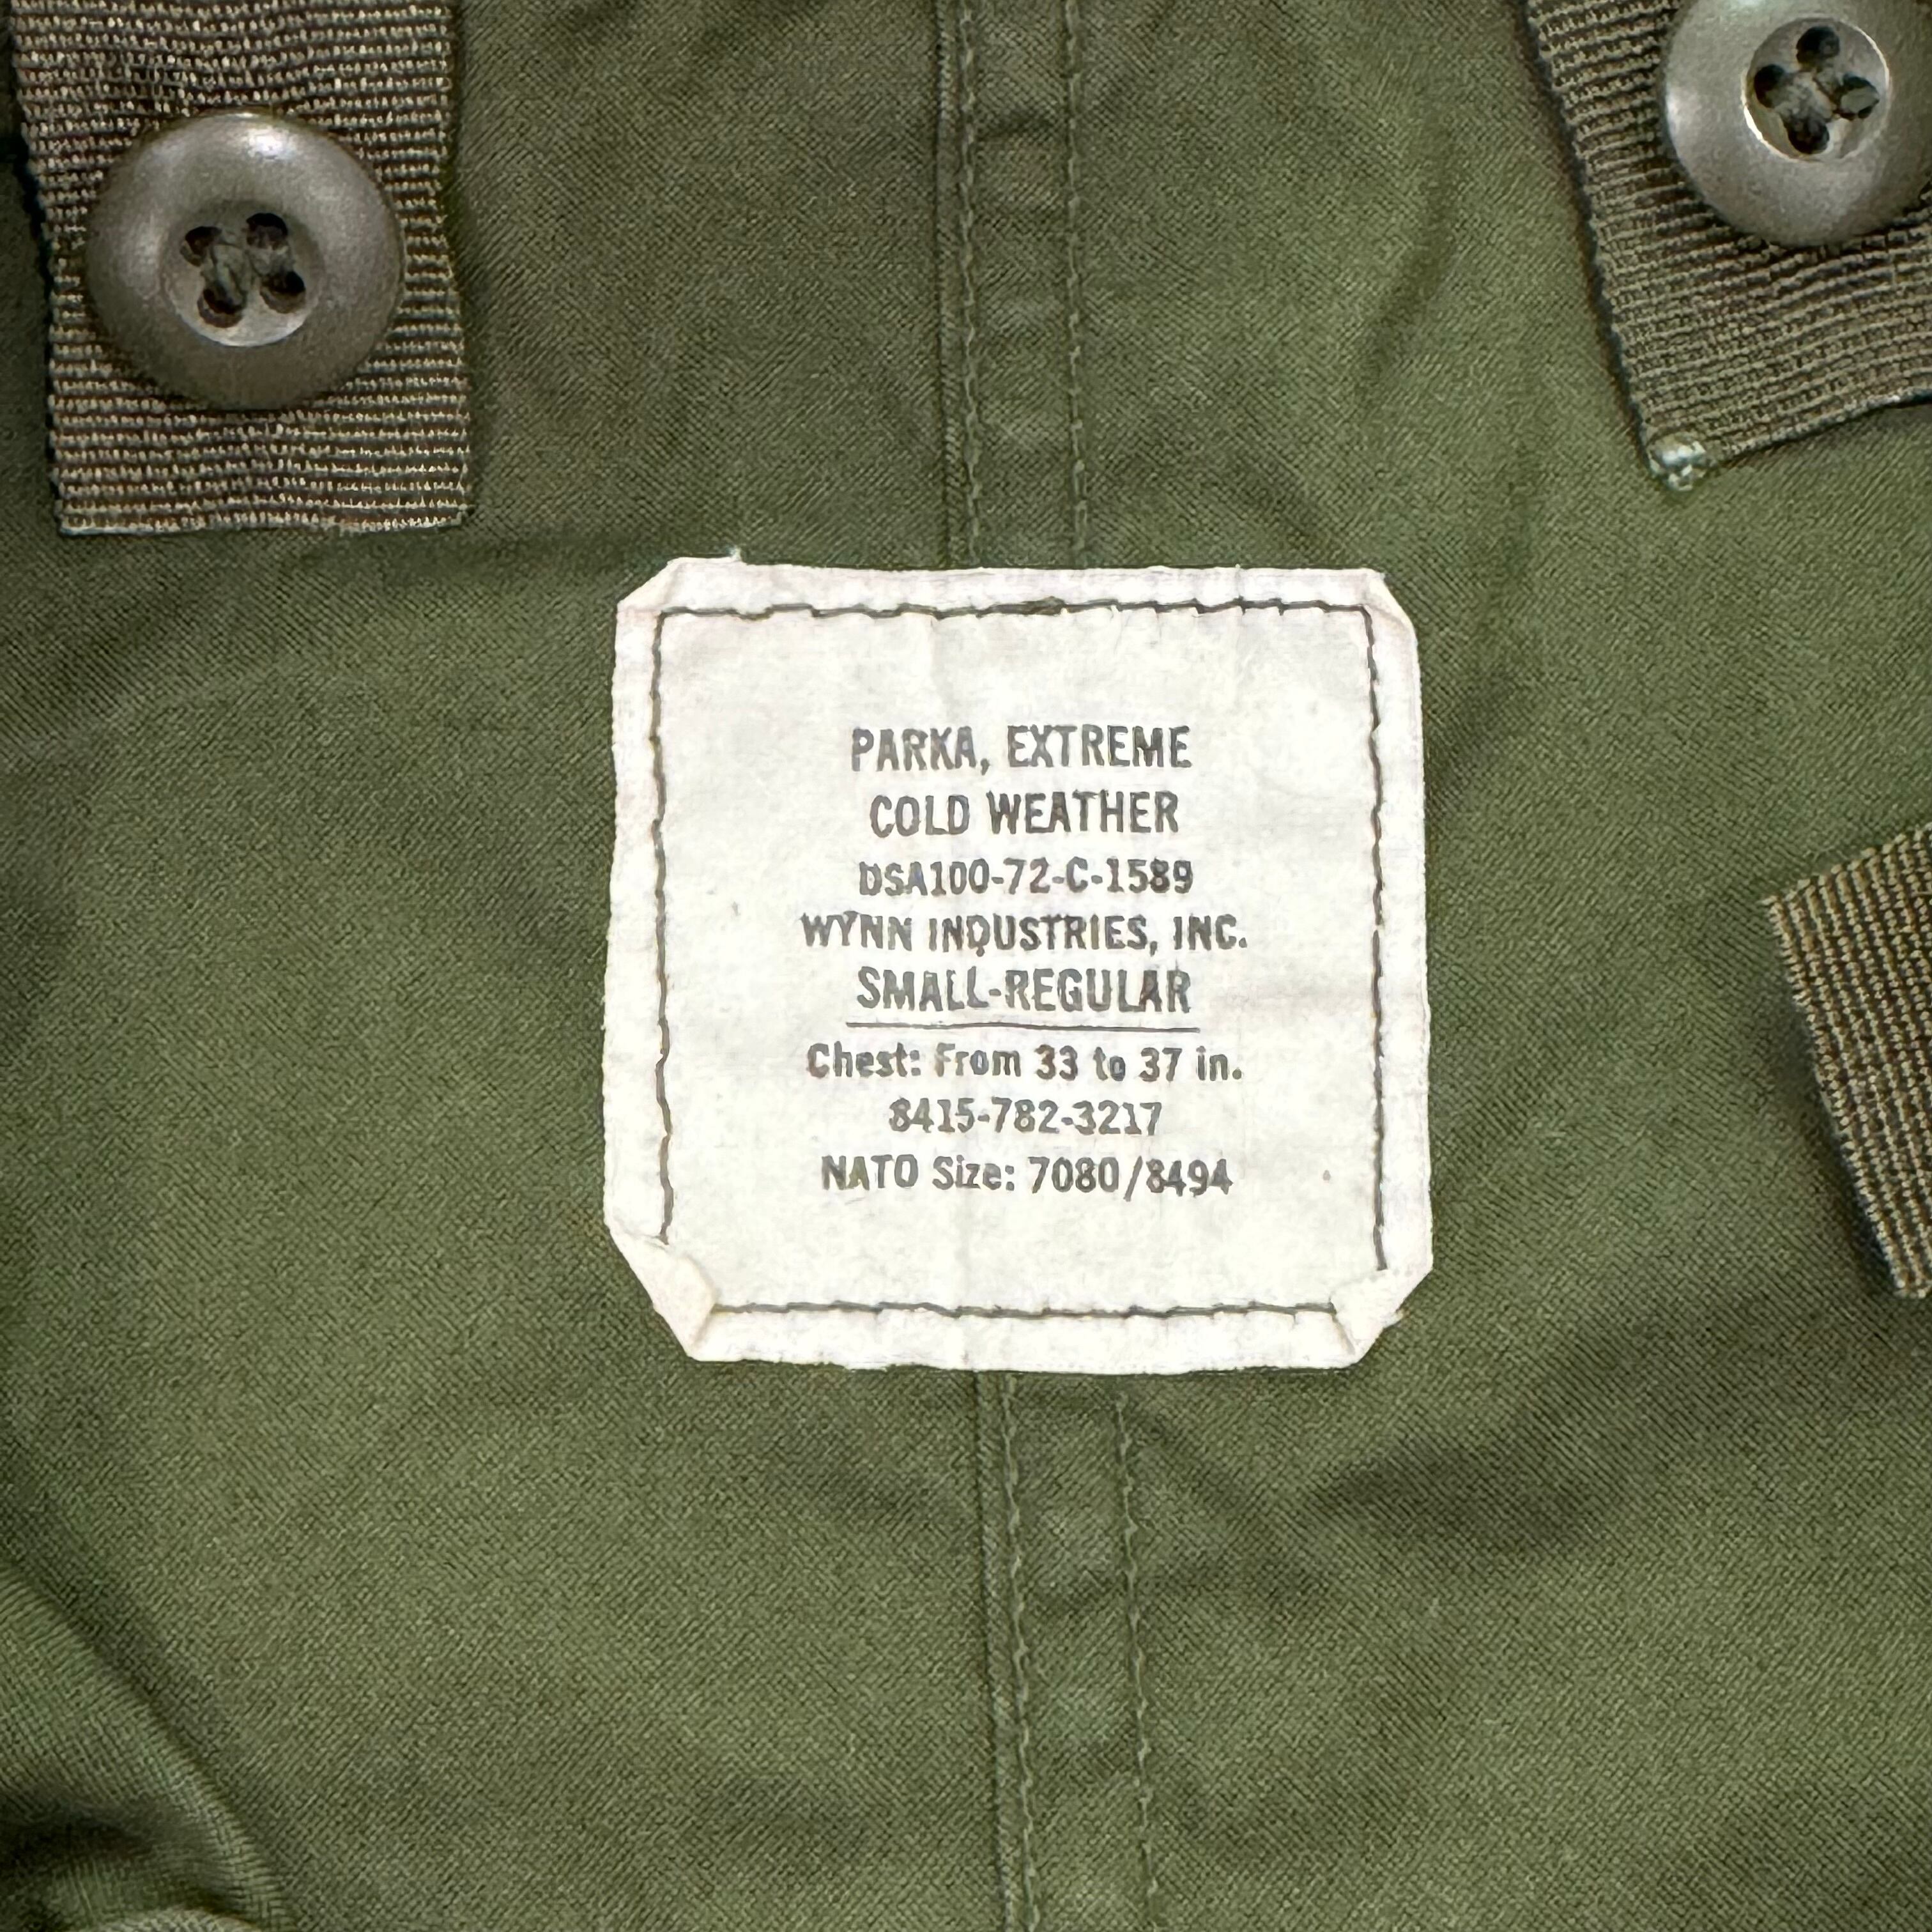 PARKA, EXTREME
COLD WEATHER
DSA100-72-C-1589
WYNN INDUSTRIES, INC.
SMALL-REGULAR
Chest: From 33 to 37 in.
8415-782-3217
NATO Size: 7080/8494